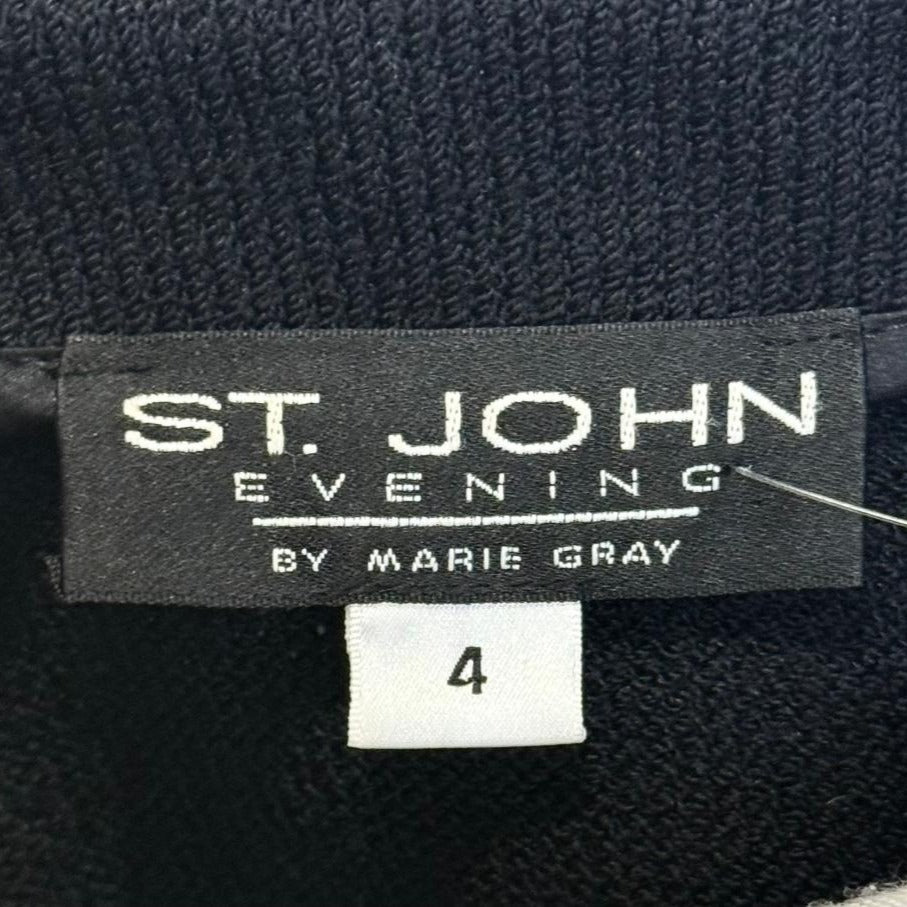 ST. JOHN
EVENING
BY MARIE GRAY
4